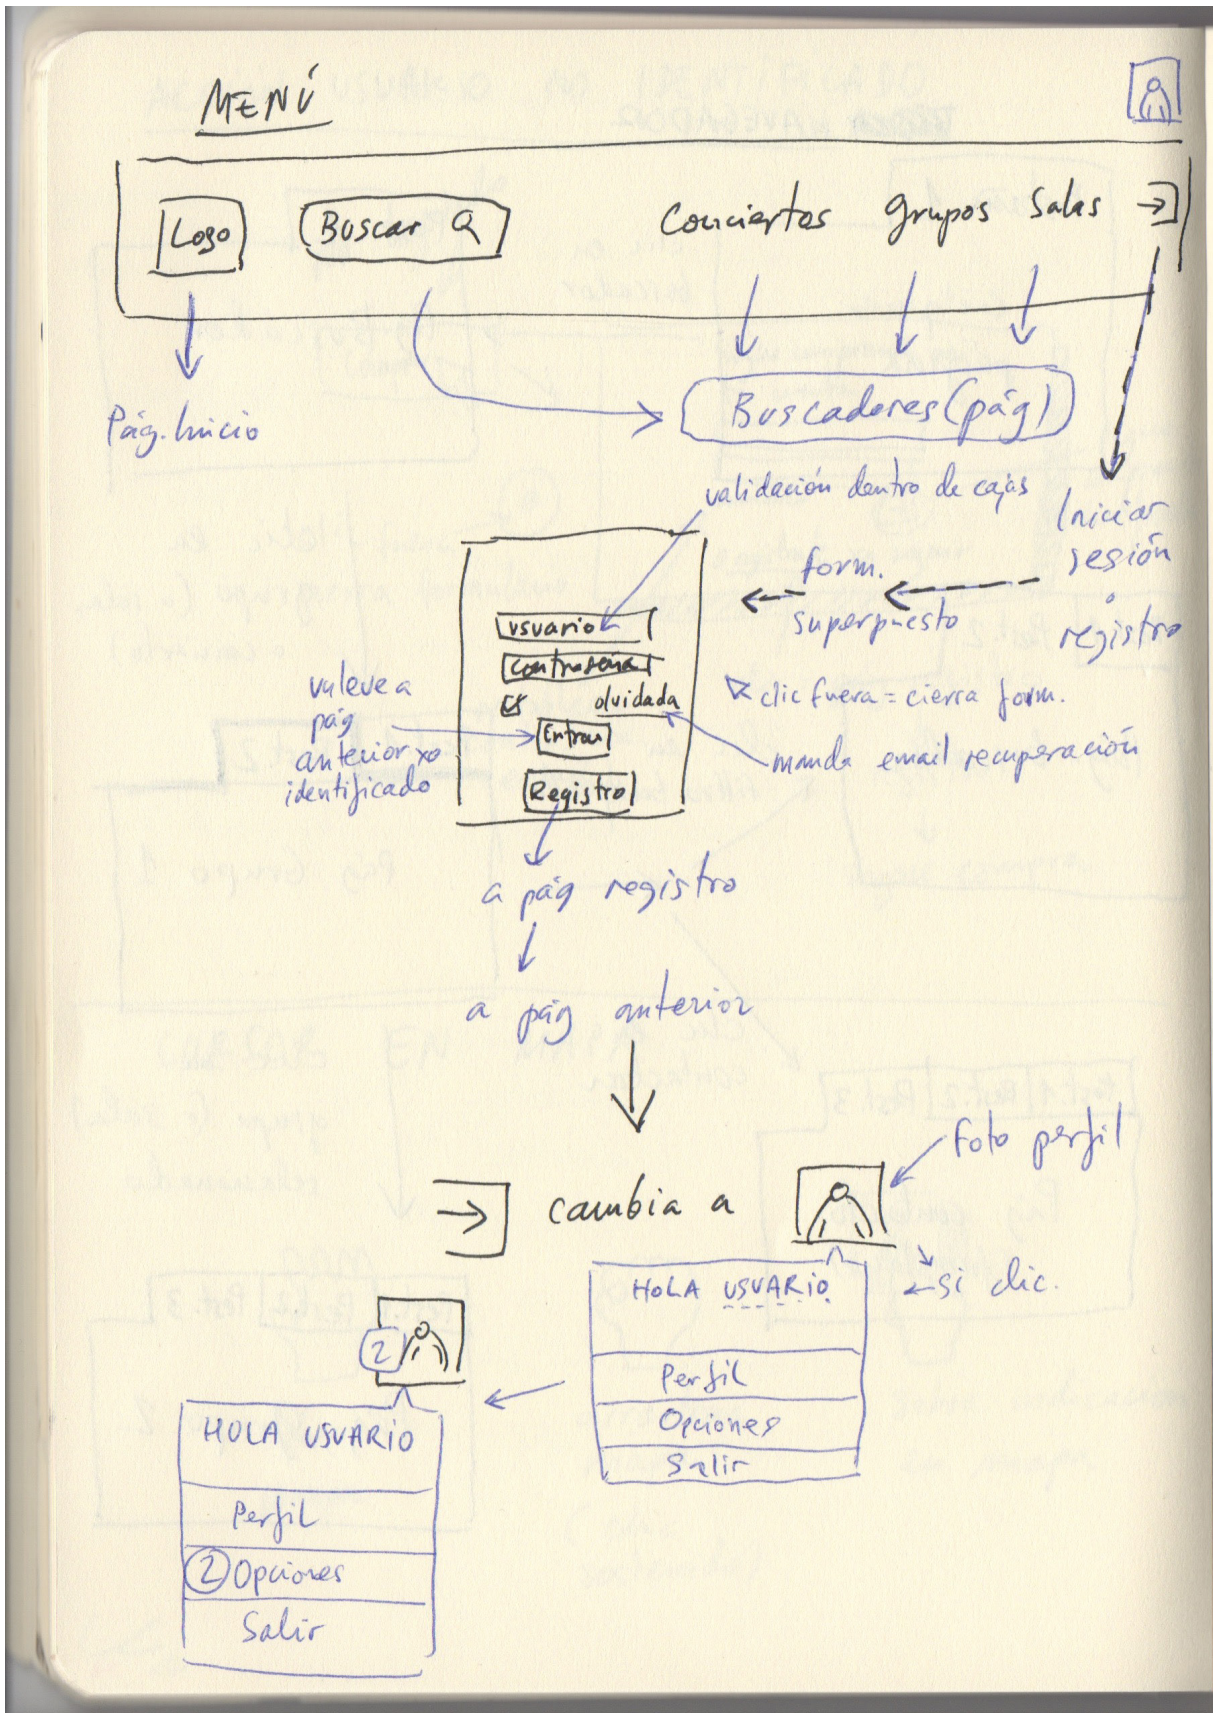 MENÚ
Logo
Buscar
Conciertos grupos Salas
Pág. Inicio
Buscadores (pág)
validación dentro de cajas
Iniciar
sesión
o
registro
form.
superpuesto
usuario
contraseña
olvidada
Entrar
Registro
vuleve a
pág
anterior xo
identificado
clic fuera = cierra form.
manda email recuperación
a pág registro
a pág anterior
foto perfil
cambia a
HOLA USUARIO
si clic.
Perfil
Opciones
Salir
2
HOLA USUARIO
Perfil
2 Opciones
Salir